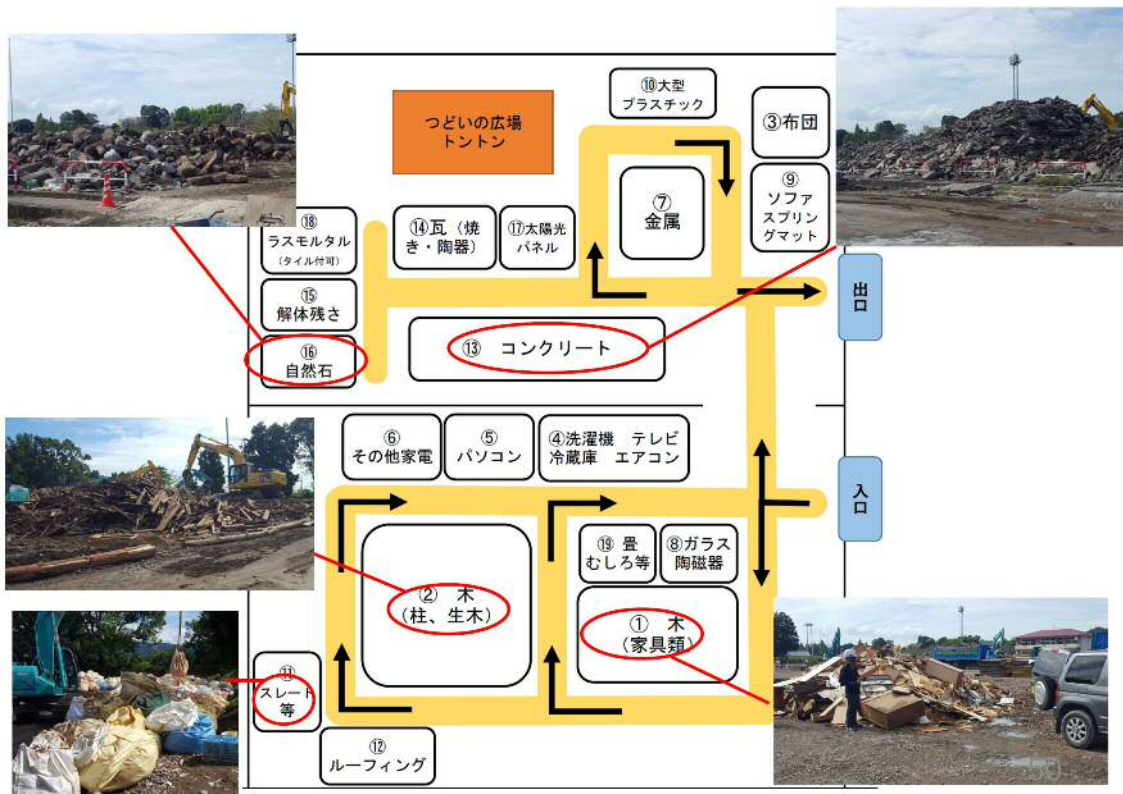 ⑩大型
プラスチック
つどいの広場
トントン
③布団
⑨
ソファ
スプリン
グマット
⑦
金属
⑱
ラスモルタル
(タイル付可)
⑭瓦（焼
き・陶器）
⑰太陽光
パネル
⑮
解体残さ
⑯
自然石
⑬ コンクリート
出口
⑥
その他家電
⑤
パソコン
④洗濯機 テレビ
冷蔵庫 エアコン
入口
⑲ 畳
むしろ等
⑧ガラス
陶磁器
② 木
(柱、生木)
① 木
(家具類)
⑪
スレート
等
⑫
ルーフィング